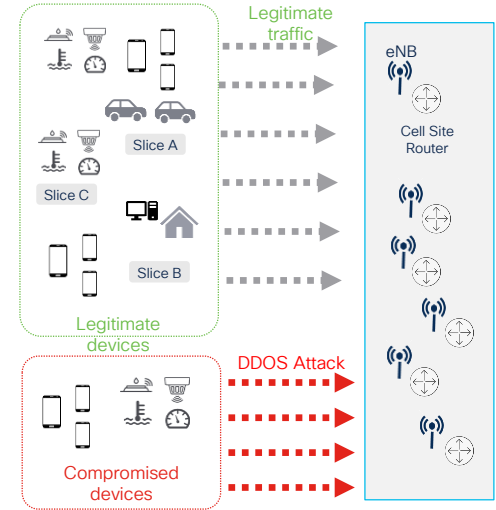 Legitimate
traffic
eNB
Cell Site
Router
Slice A
Slice C
Slice B
Legitimate
devices
DDOS Attack
Compromised
devices